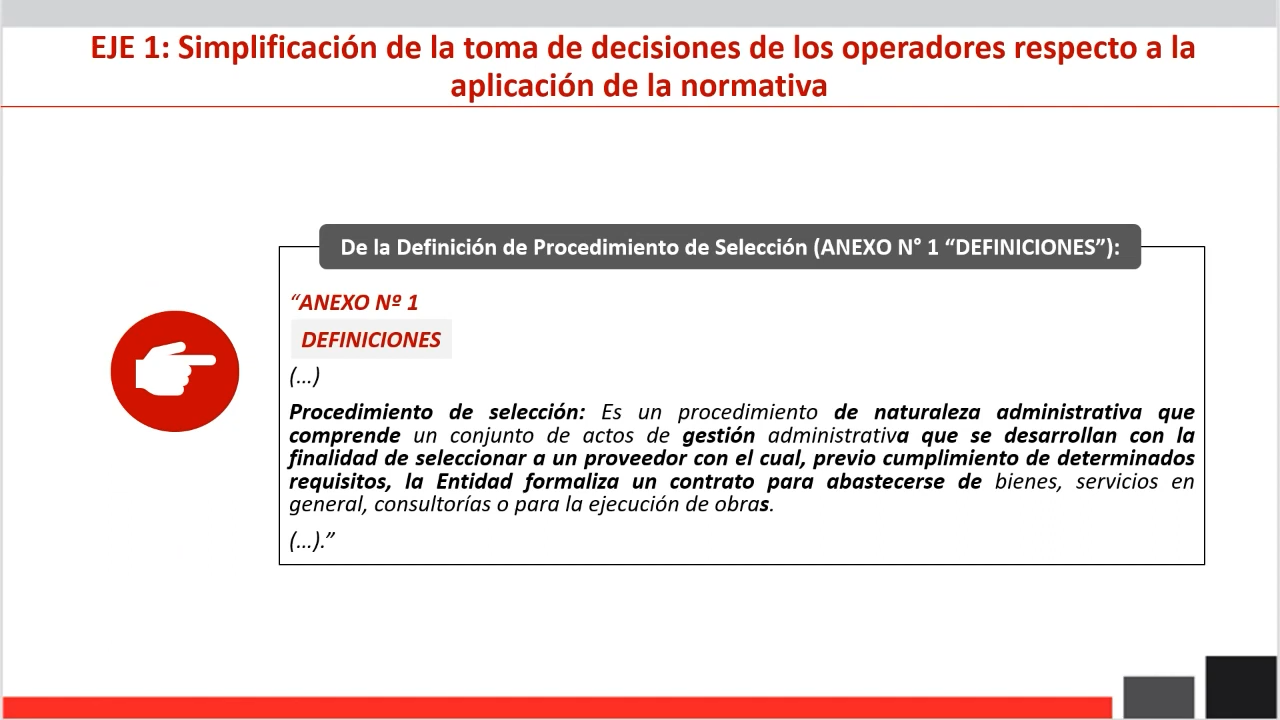 EJE 1: Simplificación de la toma de decisiones de los operadores respecto a la
aplicación de la normativa
De la Definición de Procedimiento de Selección (ANEXO N° 1 “DEFINICIONES”):
“ANEXO Nº 1
DEFINICIONES
(…)
Procedimiento de selección: Es un procedimiento de naturaleza administrativa que
comprende un conjunto de actos de gestión administrativa que se desarrollan con la
finalidad de seleccionar a un proveedor con el cual, previo cumplimiento de determinados
requisitos, la Entidad formaliza un contrato para abastecerse de bienes, servicios en
general, consultorías o para la ejecución de obras.
(…).”